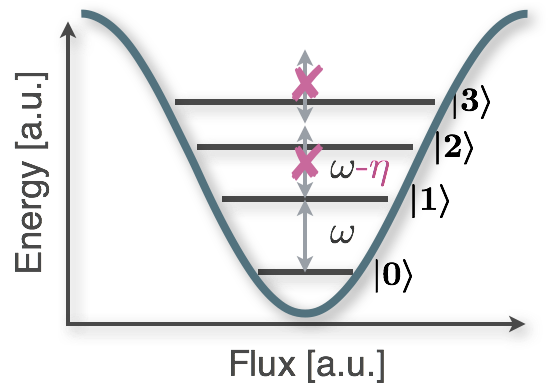 Energy [a.u.]
|3⟩
|2⟩
ω-η
|1⟩
ω
|0⟩
Flux [a.u.]